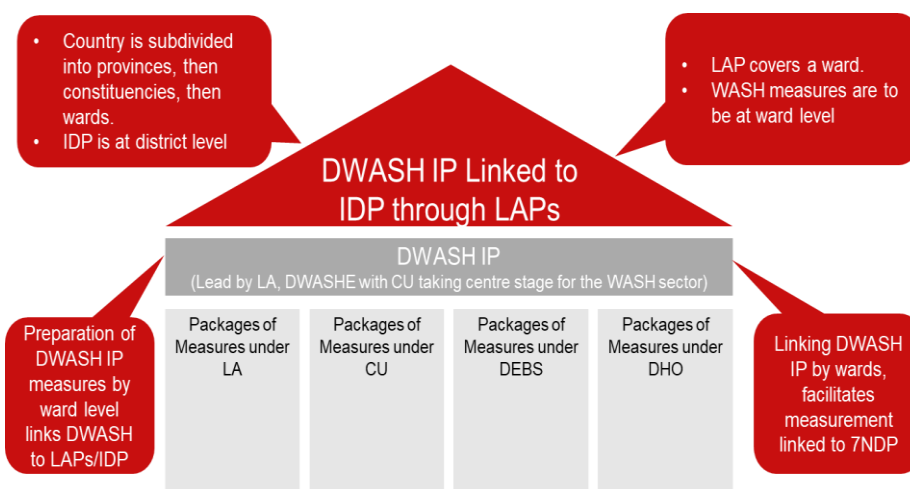 • Country is subdivided
into provinces, then
constituencies, then
wards.
• IDP is at district level
• LAP covers a ward.
• WASH measures are to
be at ward level
DWASH IP Linked to
IDP through LAPs
DWASH IP
(Lead by LA, DWASHE with CU taking centre stage for the WASH sector)
Preparation of
DWASH IP
measures by
ward level
links DWASH
to LAPs/IDP
Packages of
Measures under
LA
Packages of
Measures under
CU
Packages of
Measures under
DEBS
Packages of
Measures under
DHO
Linking DWASH
IP by wards,
facilitates
measurement
linked to 7NDP